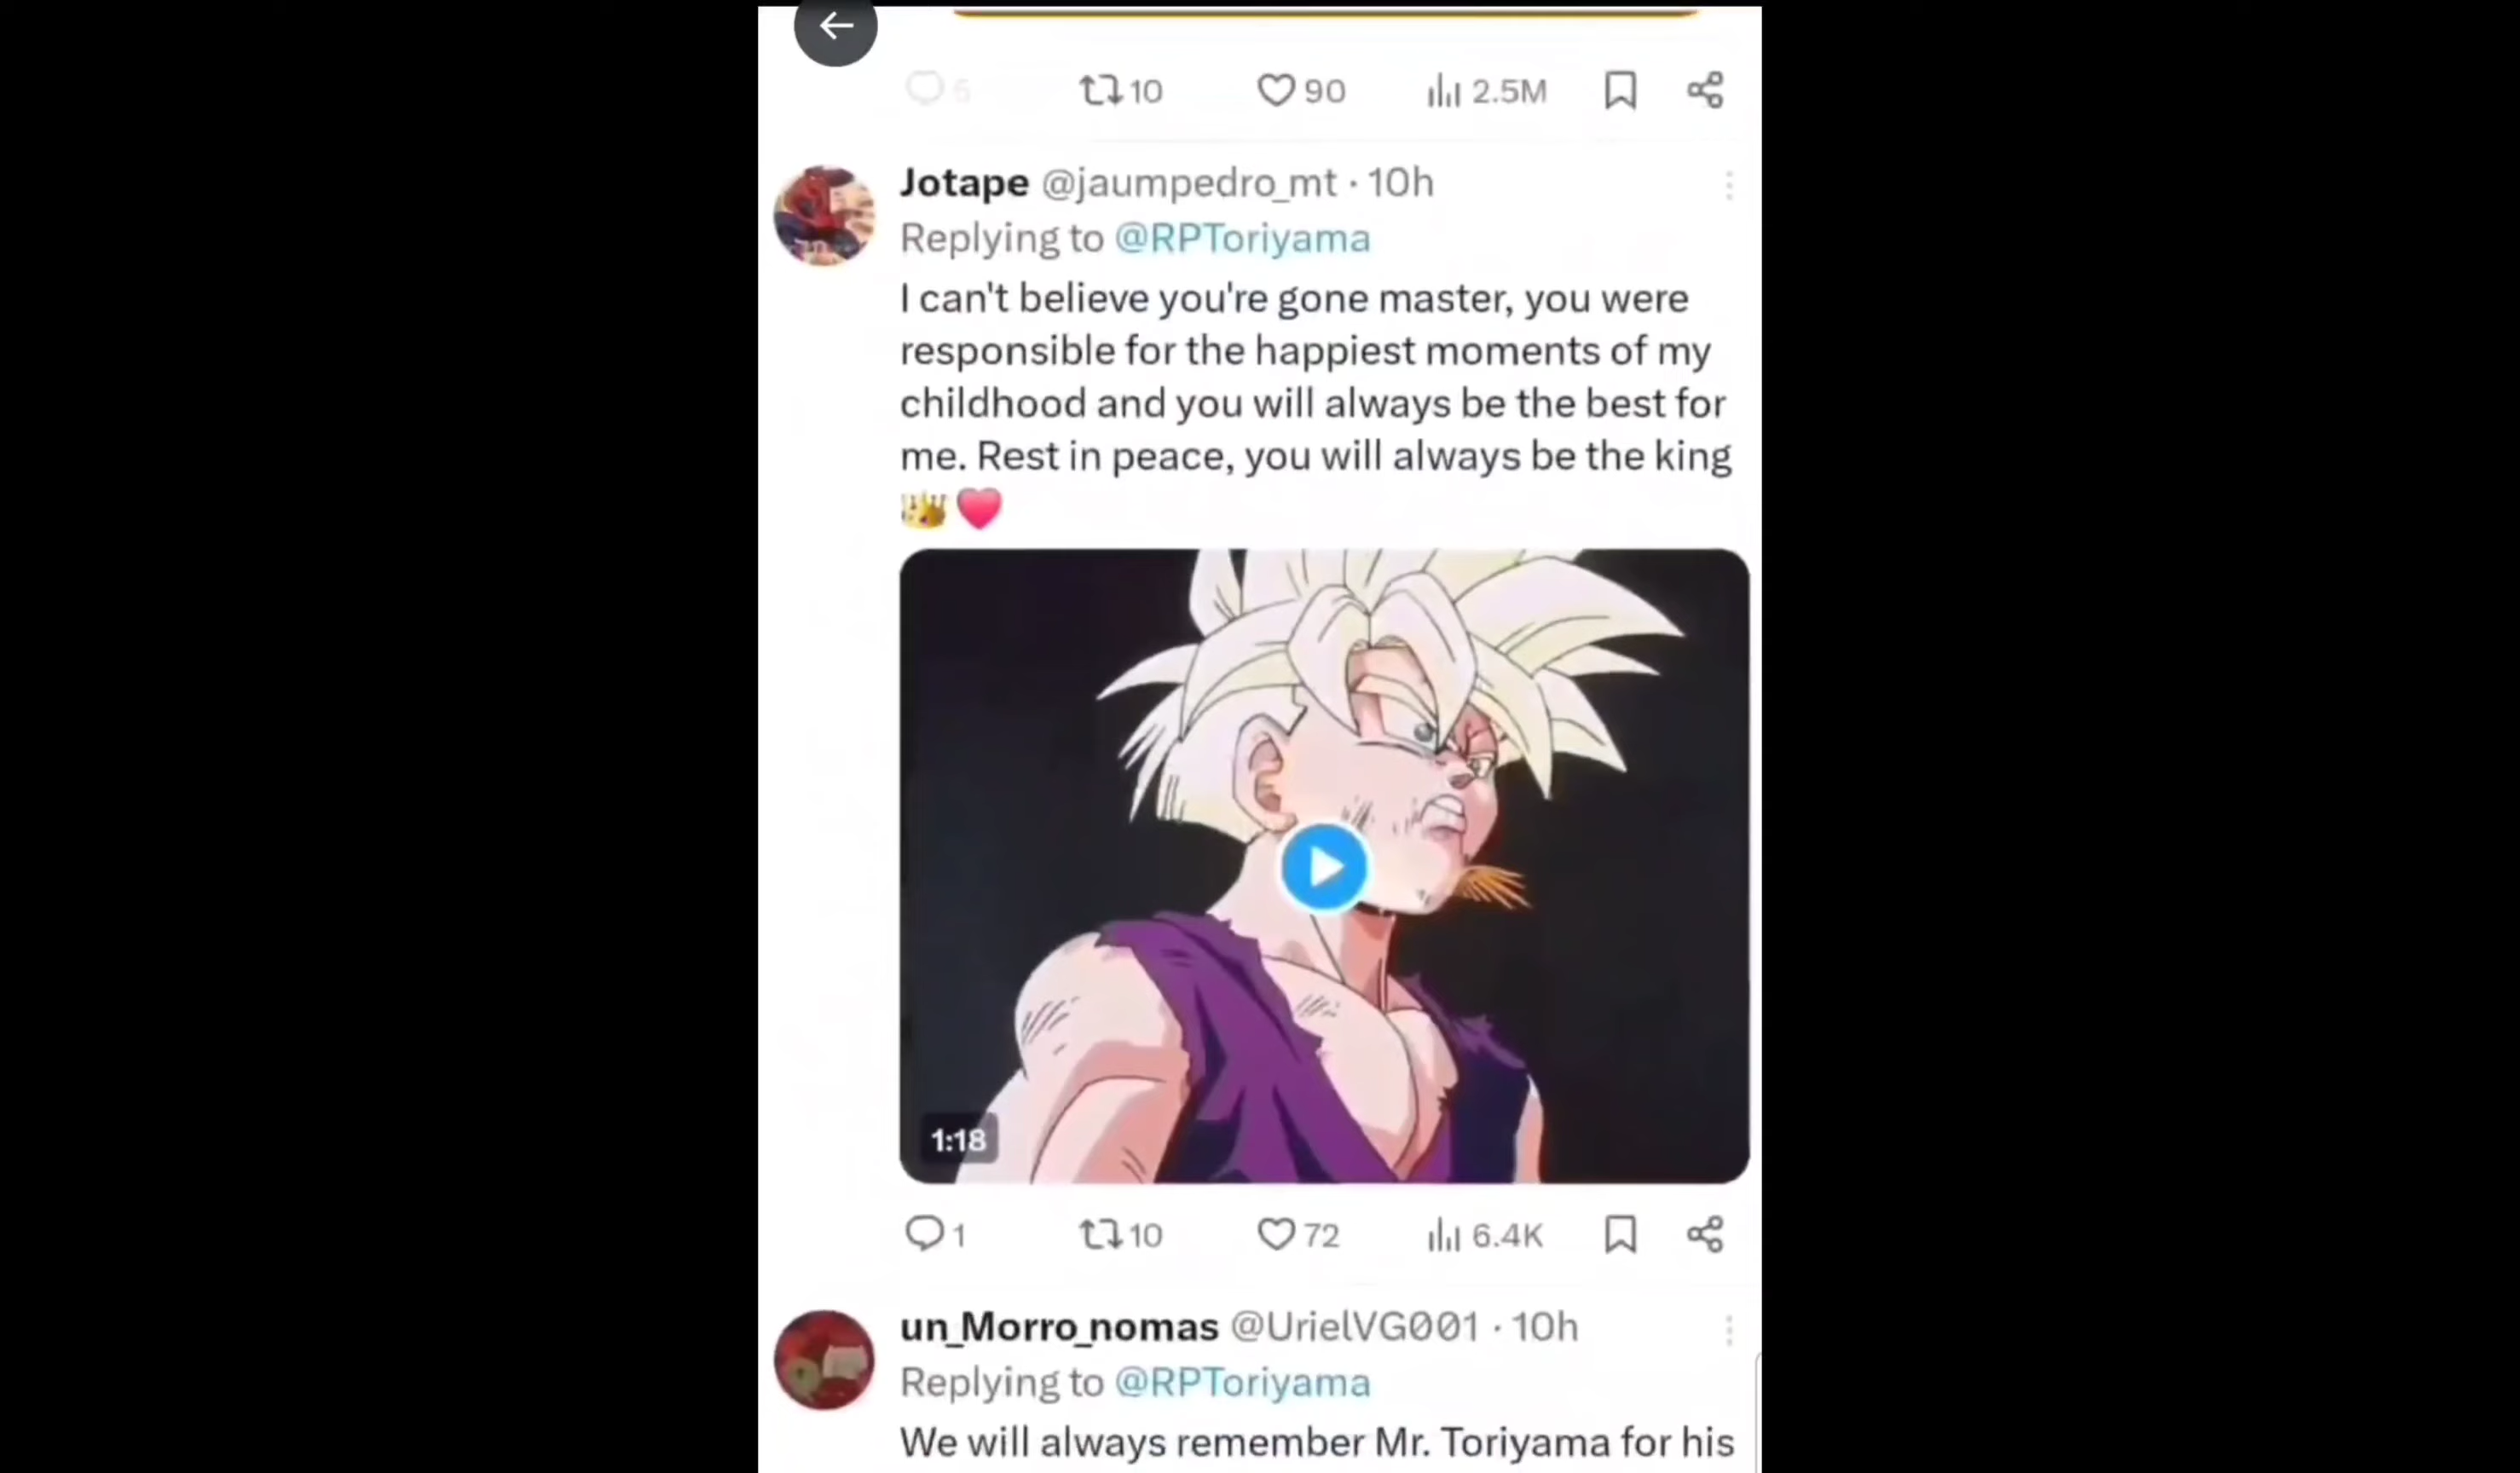 5 10 90 2.5M
Jotape @jaumpedro_mt · 10h
Replying to @RPToriyama
I can't believe you're gone master, you were
responsible for the happiest moments of my
childhood and you will always be the best for
me. Rest in peace, you will always be the king
👑❤️
1:18
1 10 72 6.4K
un_Morro_nomas @UrielVG001 · 10h
Replying to @RPToriyama
We will always remember Mr. Toriyama for his